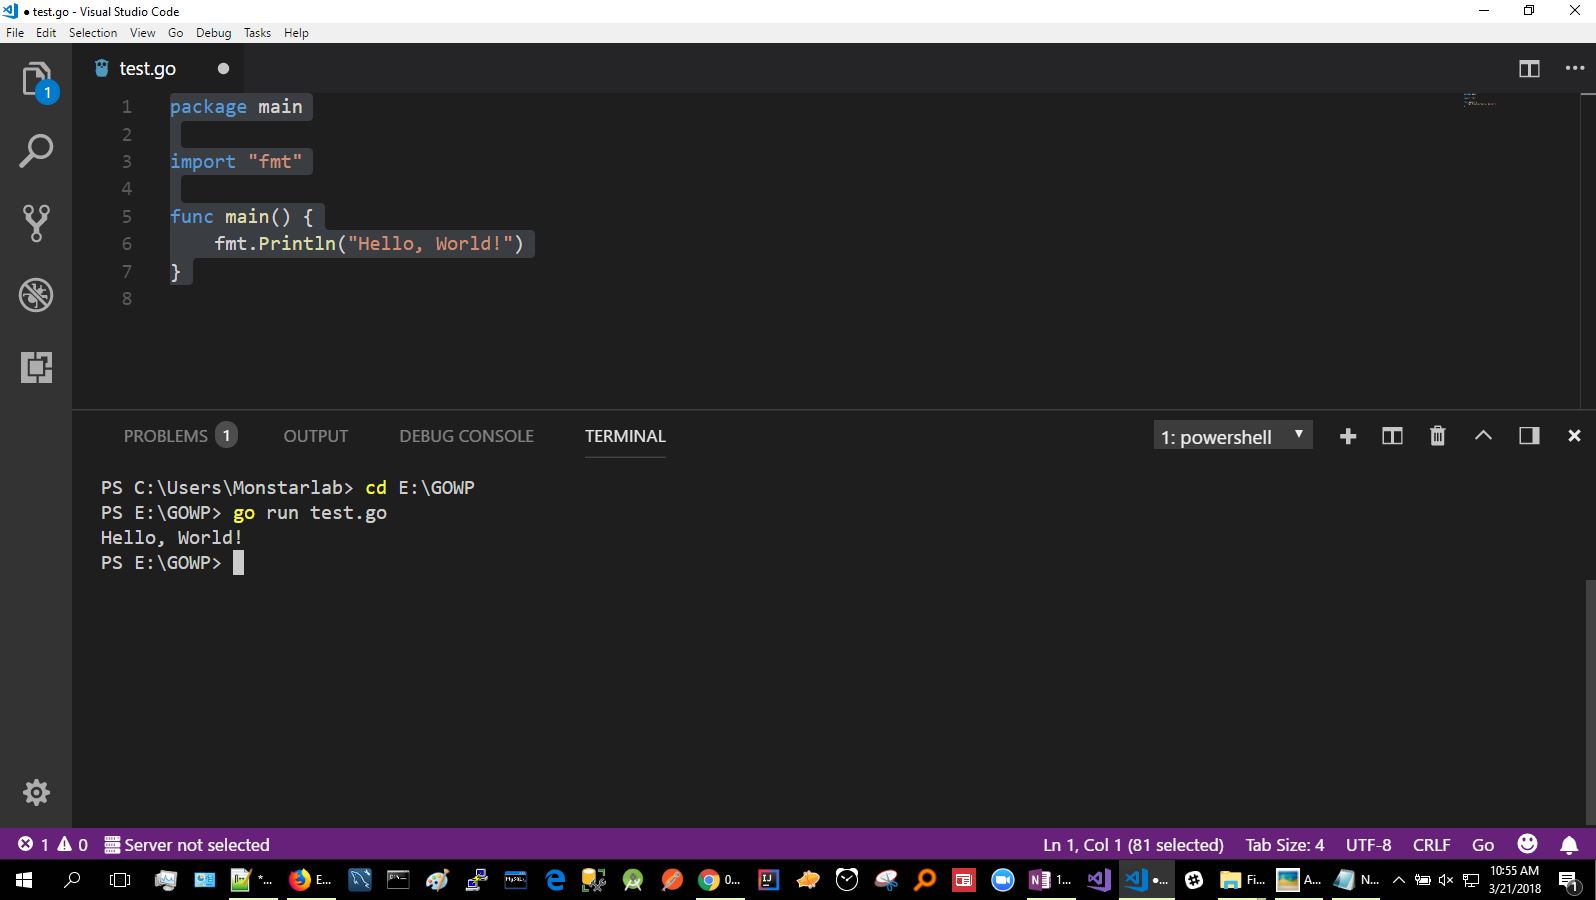 ● test.go - Visual Studio Code
File Edit Selection View Go Debug Tasks Help
1
test.go
1 package main
2
3 import "fmt"
4
5 func main() {
6 fmt.Println("Hello, World!")
7 }
8
PROBLEMS 1 OUTPUT DEBUG CONSOLE TERMINAL 1: powershell
PS C:\Users\Monstarlab> cd E:\GOWP
PS E:\GOWP> go run test.go
Hello, World!
PS E:\GOWP>
1 0 Server not selected Ln 1, Col 1 (81 selected) Tab Size: 4 UTF-8 CRLF Go
*... E... 0... IJ 1... ●... Fi... A... N... 10:55 AM
3/21/2018 1